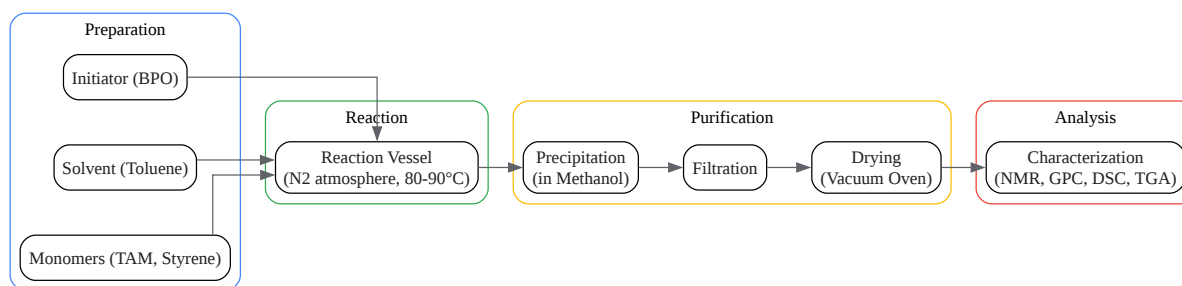 Preparation
Initiator (BPO)
Solvent (Toluene)
Monomers (TAM, Styrene)
Reaction
Reaction Vessel
(N2 atmosphere, 80-90°C)
Purification
Precipitation
(in Methanol)
Filtration
Drying
(Vacuum Oven)
Analysis
Characterization
(NMR, GPC, DSC, TGA)